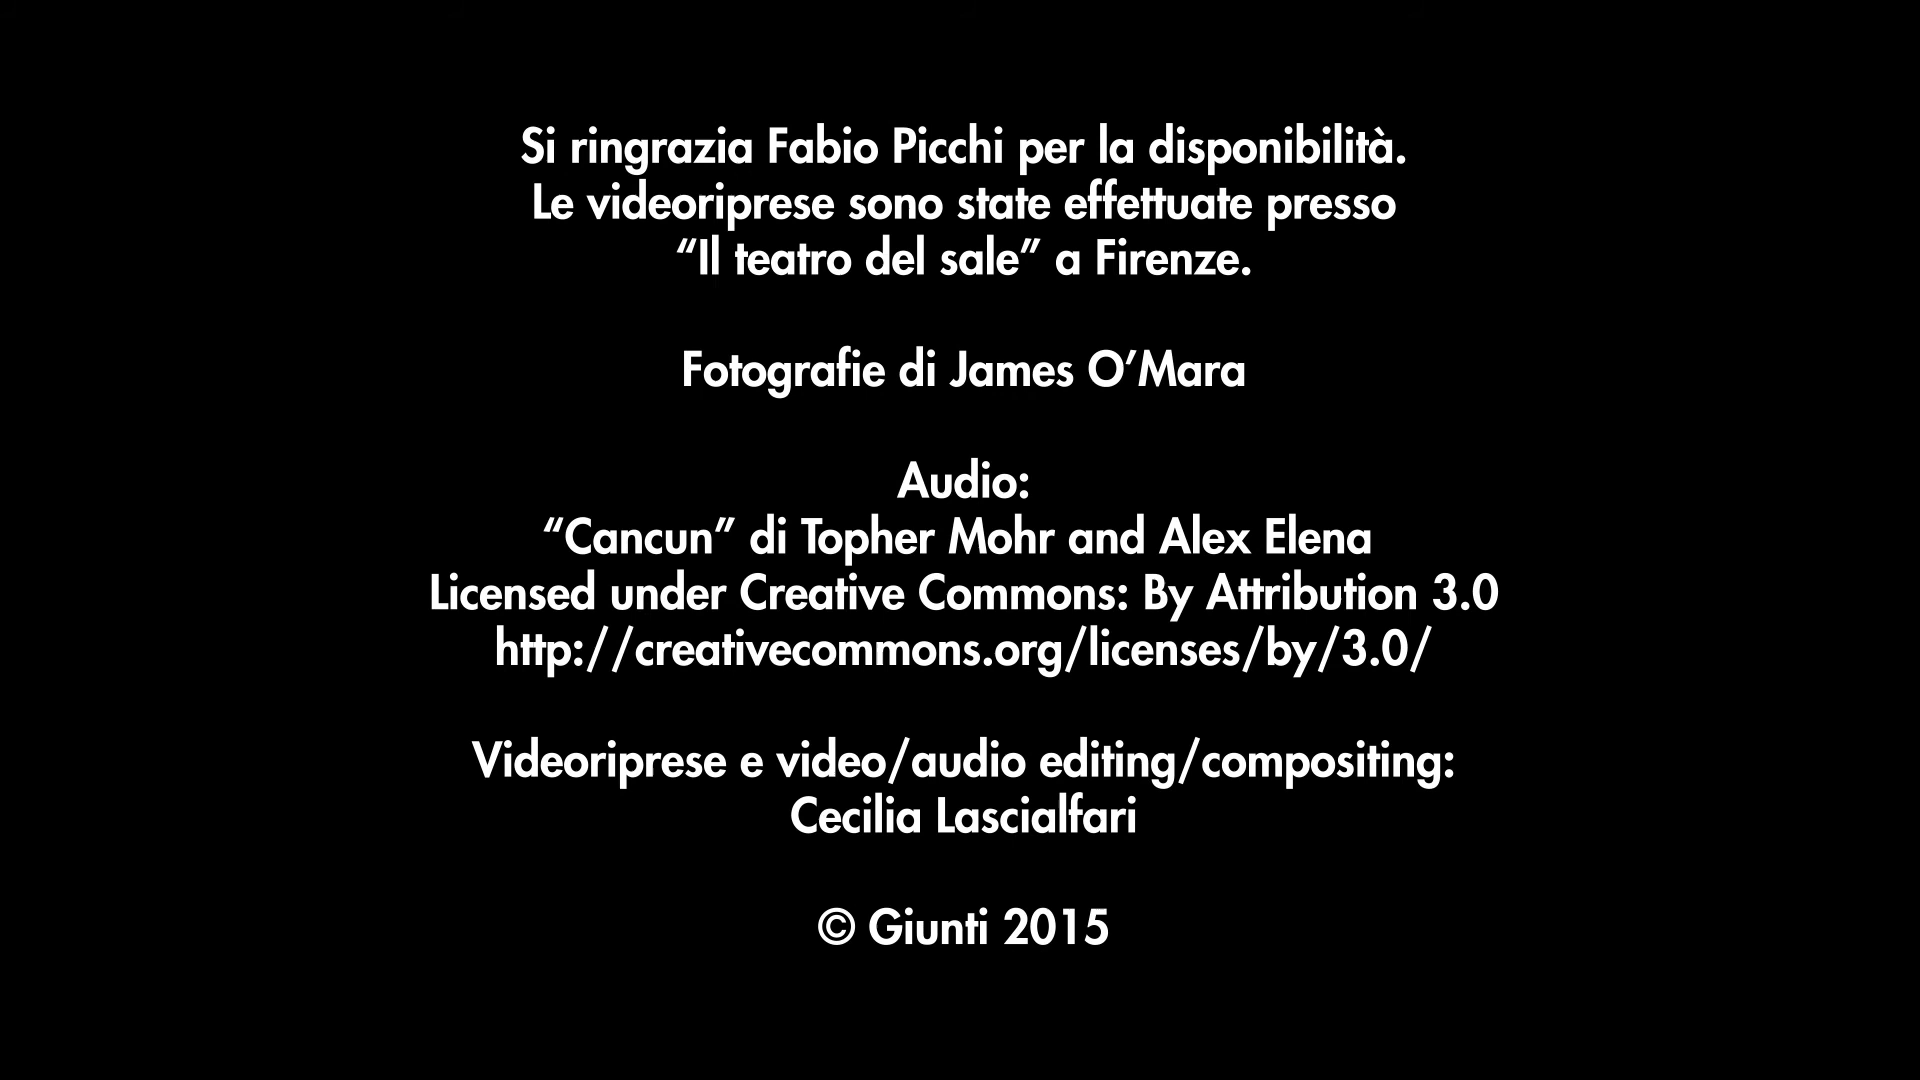 Si ringrazia Fabio Picchi per la disponibilità.
Le videoriprese sono state effettuate presso
“Il teatro del sale” a Firenze.
Fotografie di James O’Mara
Audio:
“Cancun” di Topher Mohr and Alex Elena
Licensed under Creative Commons: By Attribution 3.0
http://creativecommons.org/licenses/by/3.0/
Videoriprese e video/audio editing/compositing:
Cecilia Lascialfari
© Giunti 2015